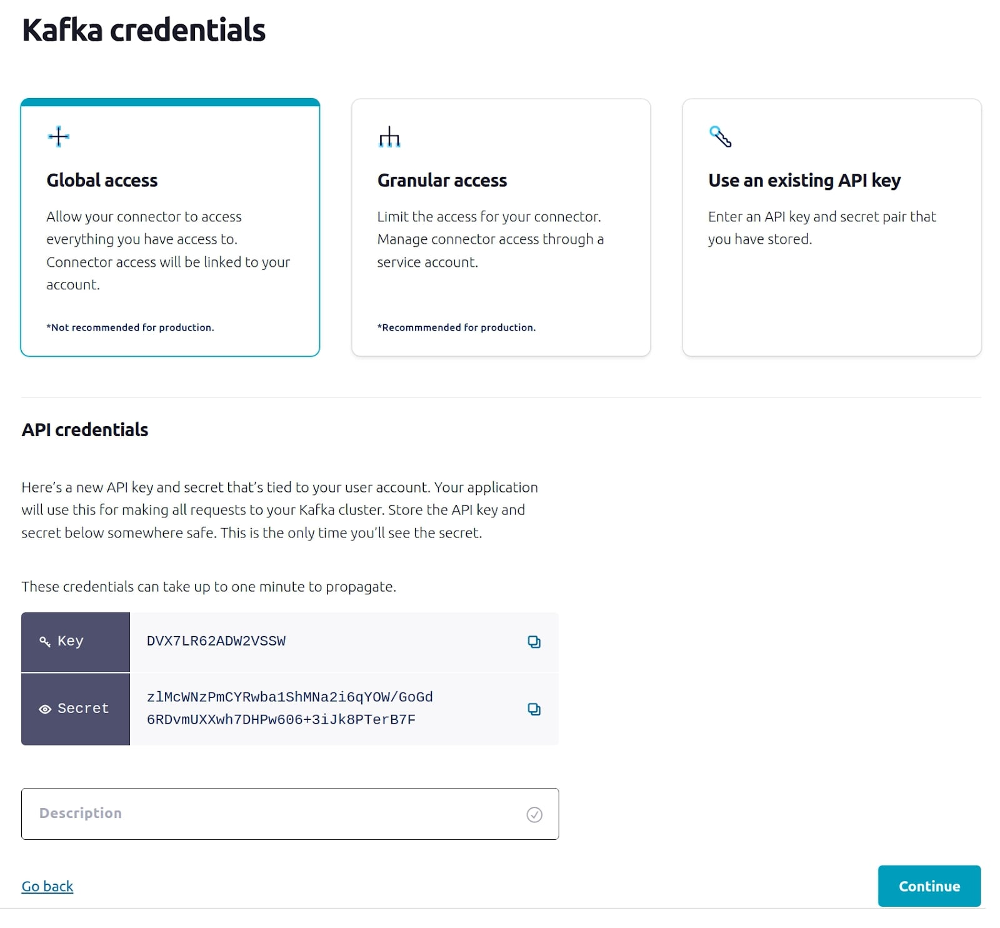 Kafka credentials
Global access
Allow your connector to access
everything you have access to.
Connector access will be linked to your
account.
*Not recommended for production.
Granular access
Limit the access for your connector.
Manage connector access through a
service account.
*Recommmended for production.
Use an existing API key
Enter an API key and secret pair that
you have stored.
API credentials
Here’s a new API key and secret that’s tied to your user account. Your application
will use this for making all requests to your Kafka cluster. Store the API key and
secret below somewhere safe. This is the only time you’ll see the secret.
These credentials can take up to one minute to propagate.
Key
DVX7LR62ADW2VSSW
Secret
zlMcWNzPmCYRwba1ShMNa2i6qYOW/GoGd
6RDvmUXXwh7DHPw606+3iJk8PTerB7F
Description
Go back
Continue